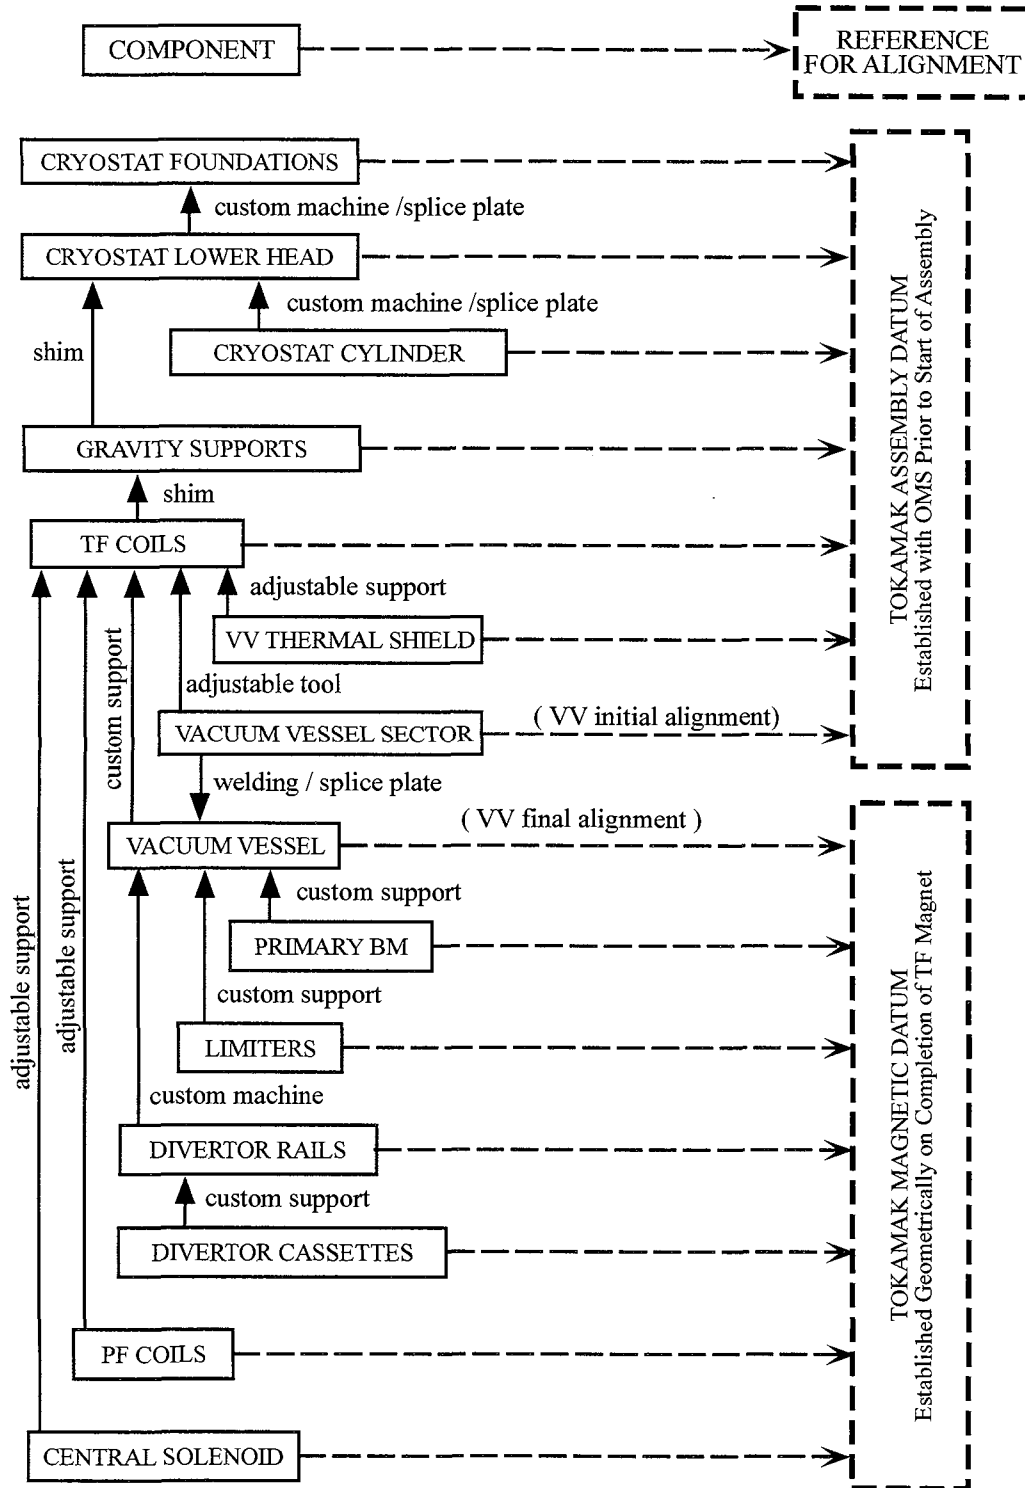 COMPONENT
REFERENCE
FOR ALIGNMENT
CRYOSTAT FOUNDATIONS
custom machine /splice plate
CRYOSTAT LOWER HEAD
custom machine /splice plate
shim
CRYOSTAT CYLINDER
GRAVITY SUPPORTS
shim
TF COILS
adjustable support
VV THERMAL SHIELD
adjustable tool
custom support
VACUUM VESSEL SECTOR
( VV initial alignment)
welding / splice plate
TOKAMAK ASSEMBLY DATUM
Established with OMS Prior to Start of Assembly
VACUUM VESSEL
( VV final alignment )
custom support
PRIMARY BM
custom support
LIMITERS
adjustable support
adjustable support
custom machine
DIVERTOR RAILS
custom support
DIVERTOR CASSETTES
PF COILS
CENTRAL SOLENOID
TOKAMAK MAGNETIC DATUM
Established Geometrically on Completion of TF Magnet